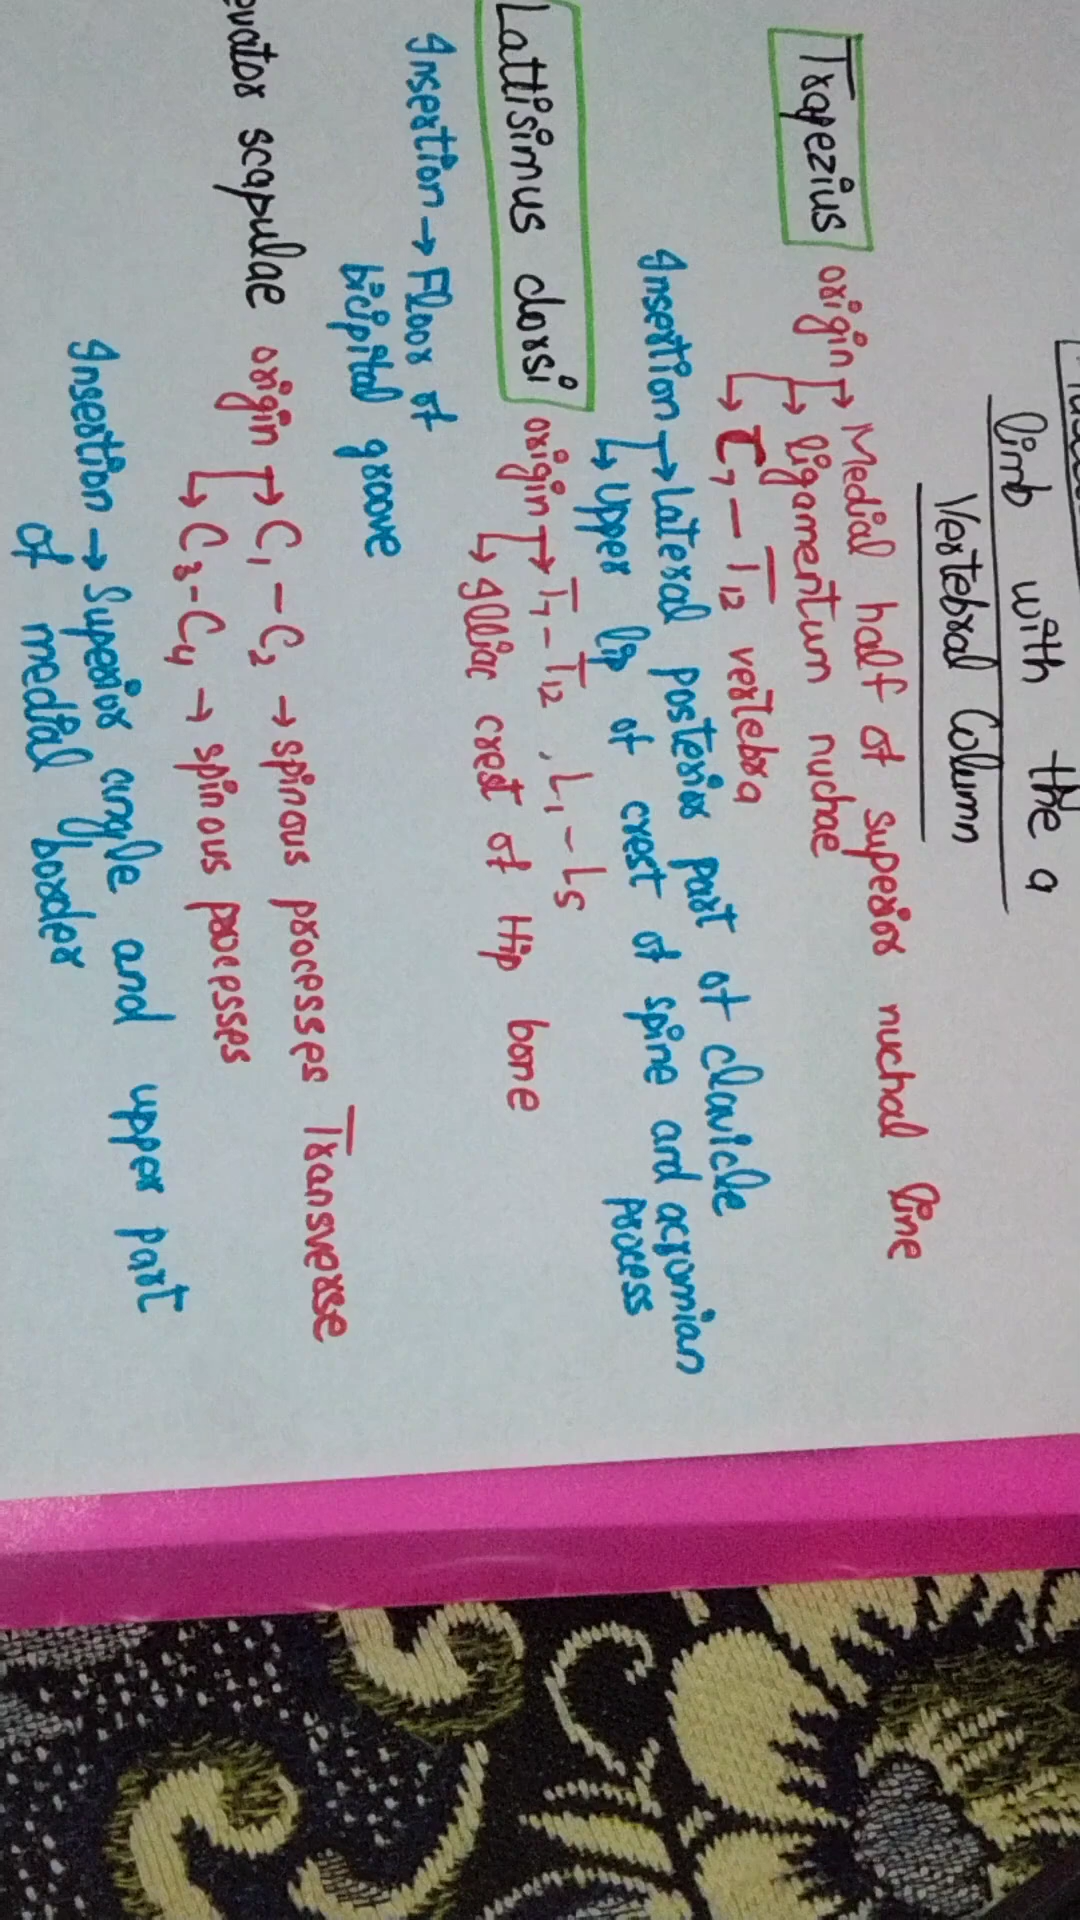 limb with the a
Vertebral Column
Trapezius origin → Medial half of superior nuchal line
→ ligamentum nuchae
→ C7 - T12 vertebra
Insertion → Lateral posterior part of clavicle
→ upper lip of crest of spine and acromian
process
Lattisimus dorsi origin → T7 - T12 , L1 - L5
→ Illiac crest of Hip bone
Insertion → Floor of
bicipital groove
evator scapulae origin → C1 - C2 → spinous processes Transverse
→ C3 - C4 → spinous processes
Insertion → Superior angle and upper part
of medial border